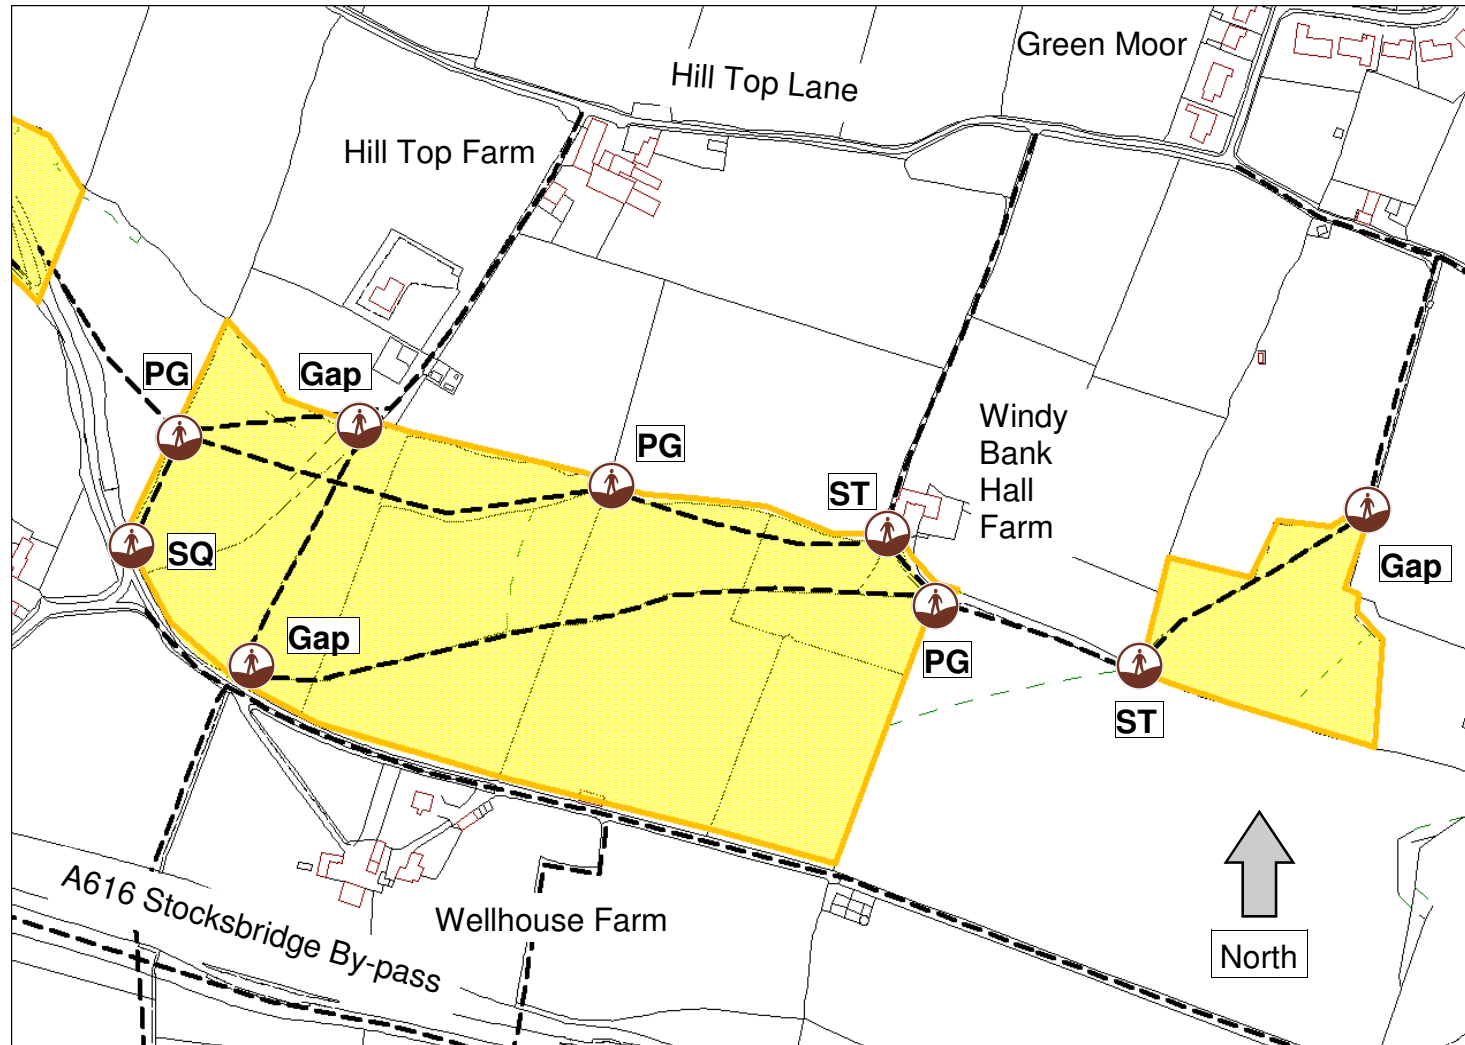 Green Moor
Hill Top Lane
Hill Top Farm
PG
Gap
PG
Windy
Bank
Hall
Farm
ST
SQ
Gap
Gap
PG
ST
A616 Stocksbridge By-pass
Wellhouse Farm
North